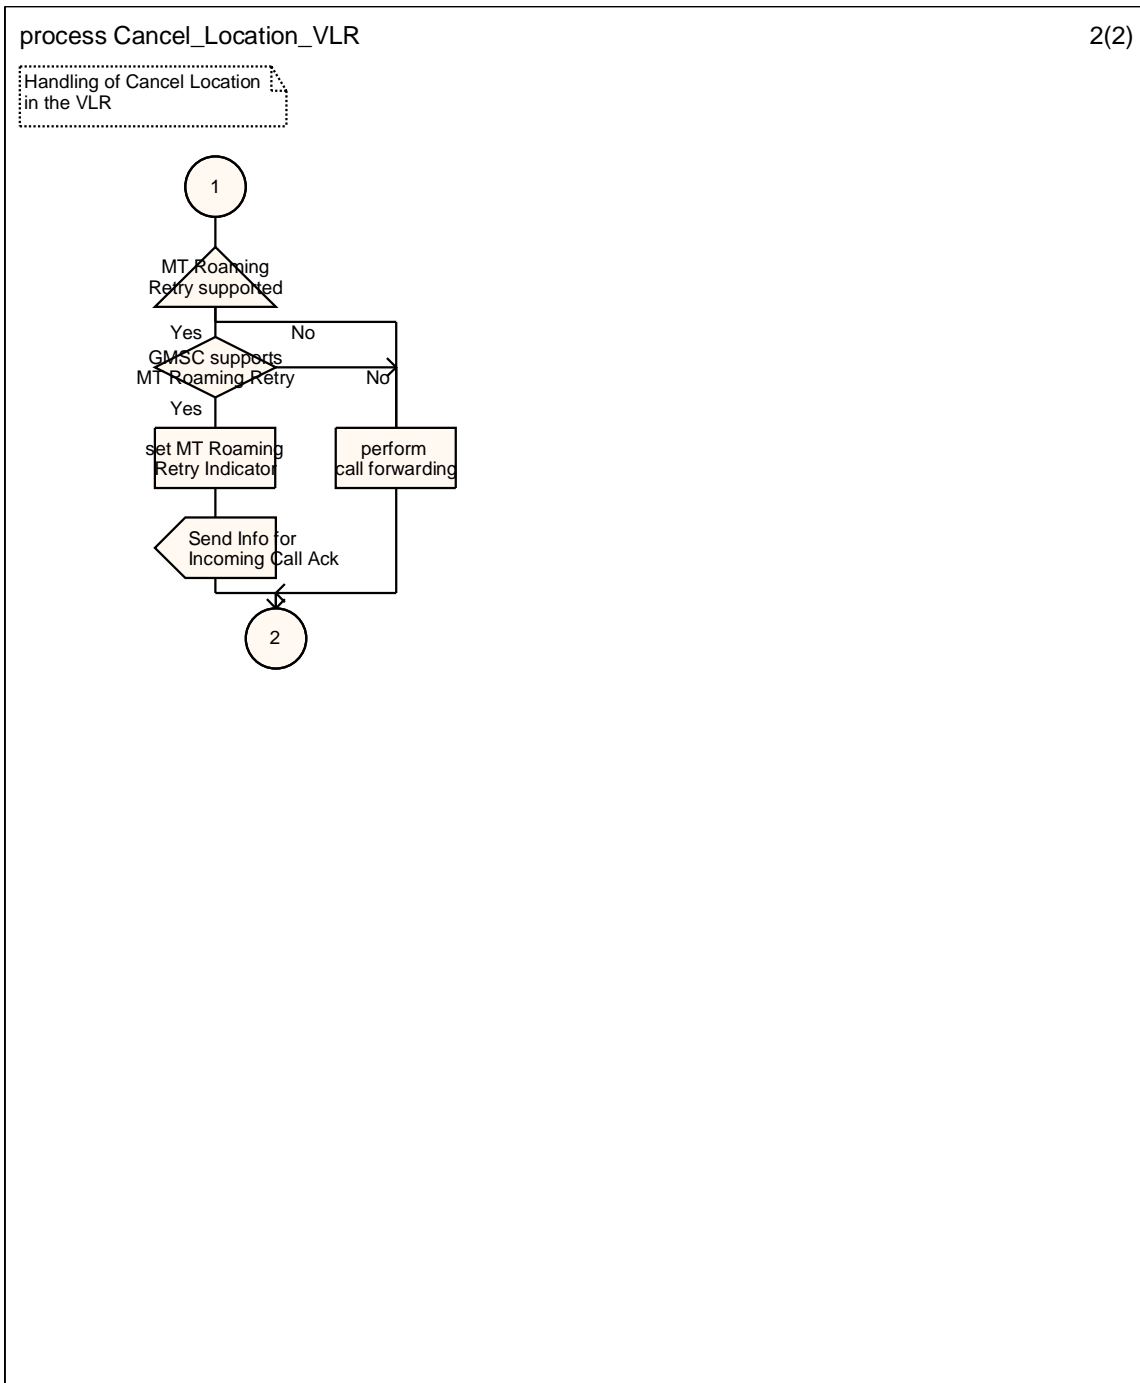 process Cancel_Location_VLR
2(2)
Handling of Cancel Location
in the VLR
1
MT Roaming
Retry supported
Yes
No
GMSC supports
MT Roaming Retry
No
Yes
set MT Roaming
Retry Indicator
perform
call forwarding
Send Info for
Incoming Call Ack
2